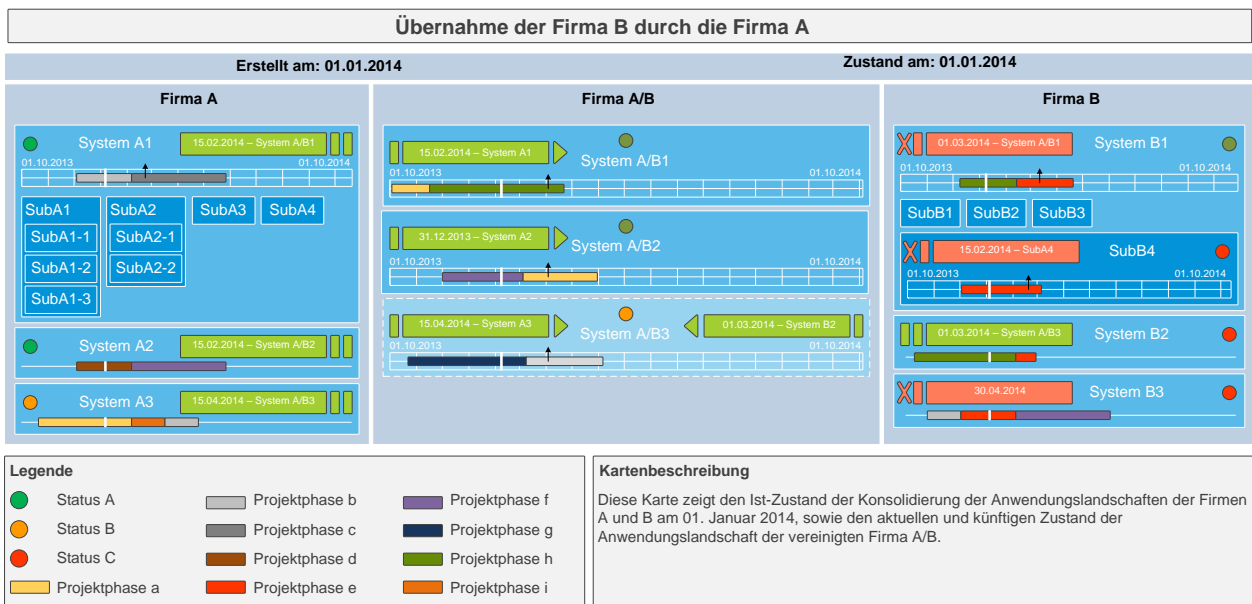 Übernahme der Firma B durch die Firma A
Erstellt am: 01.01.2014
Zustand am: 01.01.2014
Firma A
System A1
15.02.2014 – System A/B1
01.10.2013
01.10.2014
SubA1
SubA1-1
SubA1-2
SubA1-3
SubA2
SubA2-1
SubA2-2
SubA3
SubA4
System A2
15.02.2014 – System A/B2
System A3
15.04.2014 – System A/B3
Firma A/B
15.02.2014 – System A1
System A/B1
01.10.2013
01.10.2014
31.12.2013 – System A2
System A/B2
01.10.2013
01.10.2014
15.04.2014 – System A3
System A/B3
01.03.2014 – System B2
01.10.2013
01.10.2014
Firma B
01.03.2014 – System A/B1
System B1
01.10.2013
01.10.2014
SubB1
SubB2
SubB3
15.02.2014 – SubA4
SubB4
01.10.2013
01.10.2014
01.03.2014 – System A/B3
System B2
30.04.2014
System B3
Legende
Status A
Status B
Status C
Projektphase a
Projektphase b
Projektphase c
Projektphase d
Projektphase e
Projektphase f
Projektphase g
Projektphase h
Projektphase i
Kartenbeschreibung
Diese Karte zeigt den Ist-Zustand der Konsolidierung der Anwendungslandschaften der Firmen
A und B am 01. Januar 2014, sowie den aktuellen und künftigen Zustand der
Anwendungslandschaft der vereinigten Firma A/B.